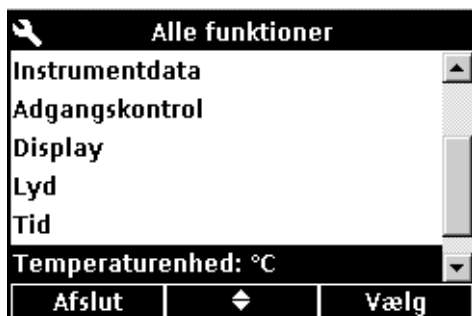 Alle funktioner
Instrumentdata
Adgangskontrol
Display
Lyd
Tid
Temperaturenhed: °C
Afslut Vælg